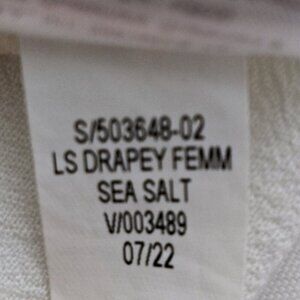 S/503648-02
LS DRAPEY FEMM
SEA SALT
V/003489
07/22